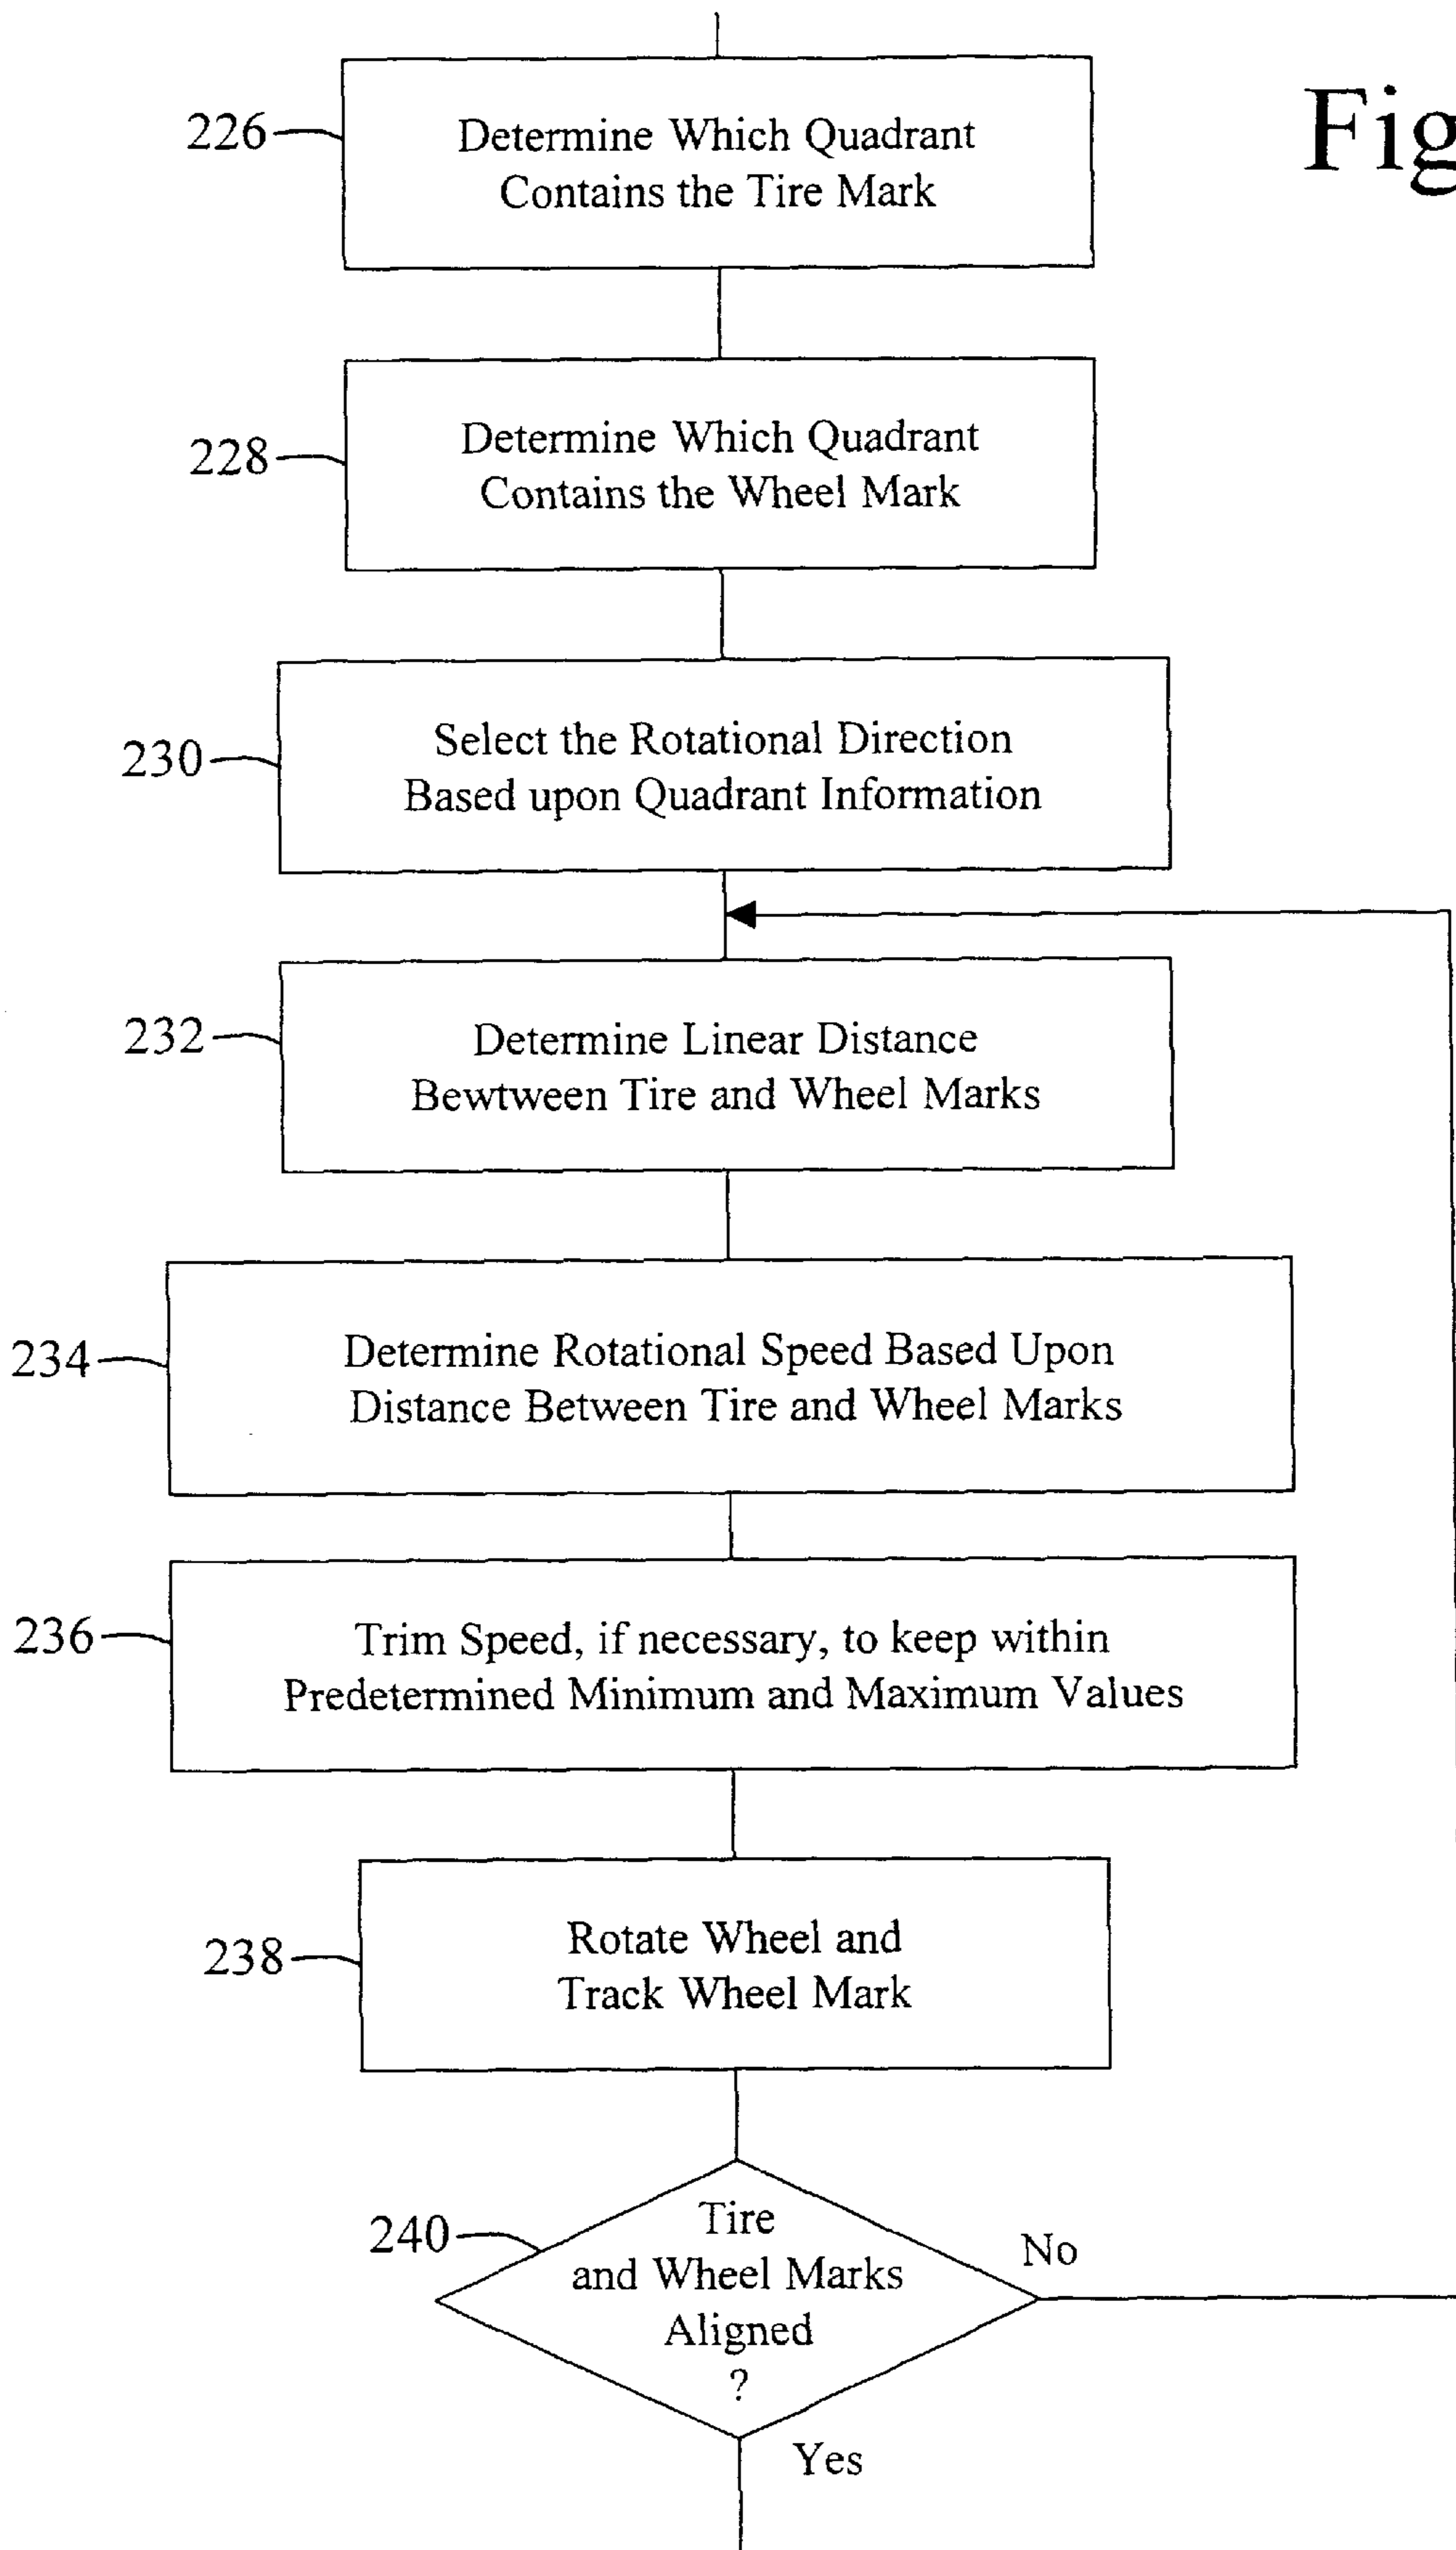 Fig
226
Determine Which Quadrant
Contains the Tire Mark
228
Determine Which Quadrant
Contains the Wheel Mark
230
Select the Rotational Direction
Based upon Quadrant Information
232
Determine Linear Distance
Bewtween Tire and Wheel Marks
234
Determine Rotational Speed Based Upon
Distance Between Tire and Wheel Marks
236
Trim Speed, if necessary, to keep within
Predetermined Minimum and Maximum Values
238
Rotate Wheel and
Track Wheel Mark
240
Tire
and Wheel Marks
Aligned
?
No
Yes